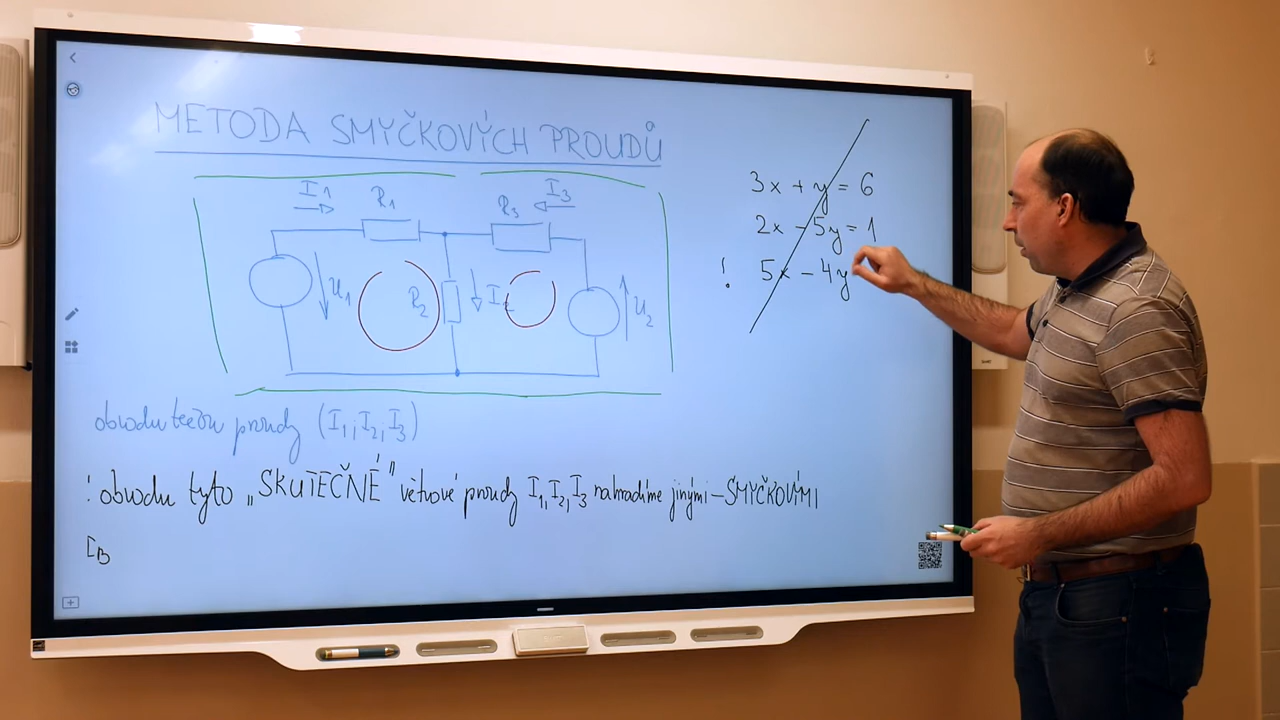 METODA SMYČKOVÝCH PROUDŮ
I1 R1 R3 I3
U1 R2 I2 U2
3x + y = 6
2x - 5y = 1
! 5x - 4y
obvodu tečou proudy (I1, I2, I3)
: obvodu tyto „SKUTEČNÉ" větvové proudy I1, I2, I3 nahradíme jinými - SMYČKOVÝMI